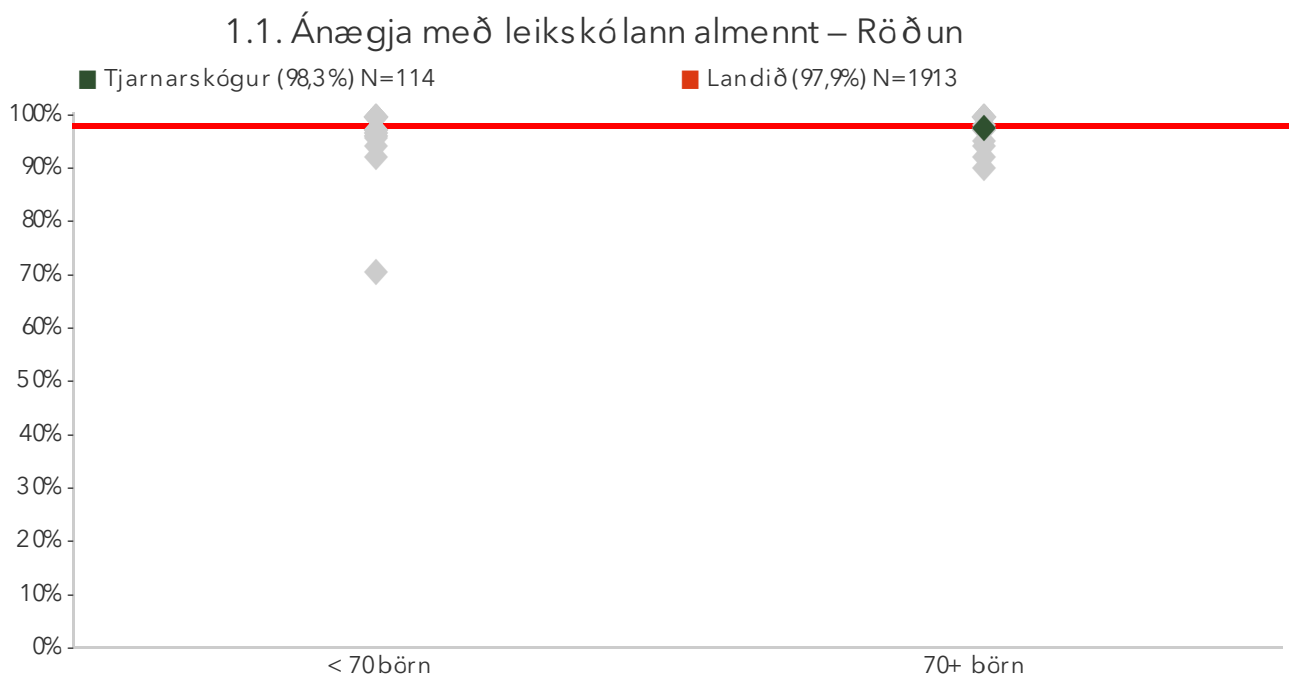 1.1. Ánægja með leikskólann almennt – Röðun
Tjarnarskógur (98,3%) N=114
Landið (97,9%) N=1913
100%
90%
80%
70%
60%
50%
40%
30%
20%
10%
0%
< 70 börn
70+ börn